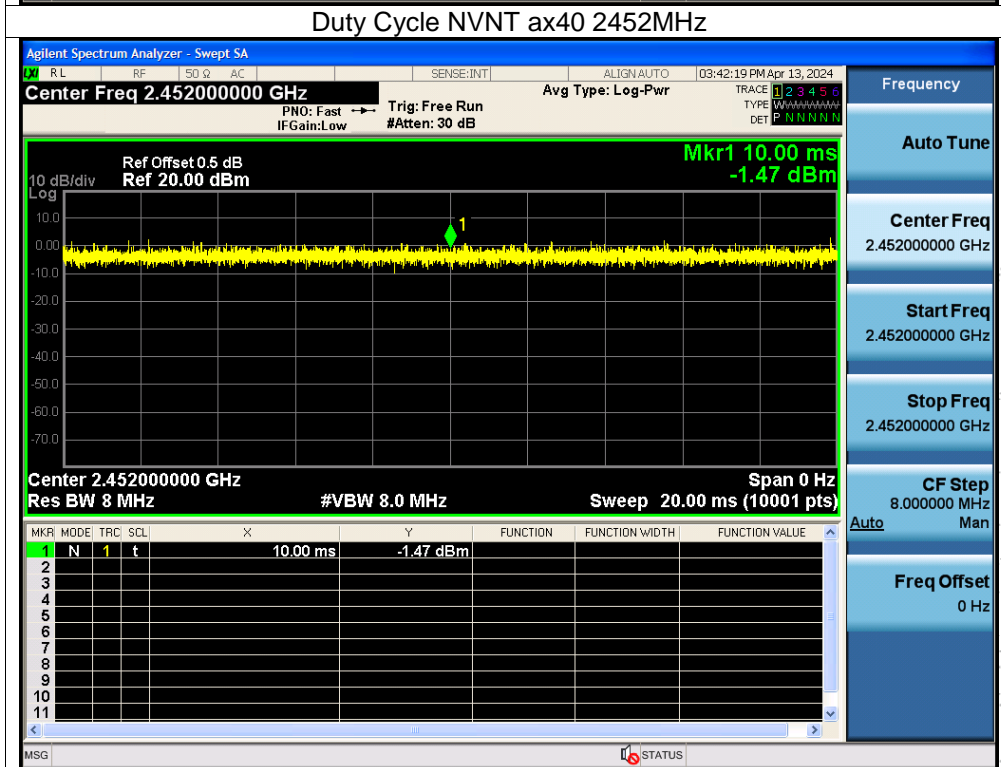 Duty Cycle NVNT ax40 2452MHz
Agilent Spectrum Analyzer - Swept SA
LXI RL RF 50 Ω AC SENSE:INT ALIGN AUTO 03:42:19 PM Apr 13, 2024
Center Freq 2.452000000 GHz
PNO: Fast
IFGain:Low
Trig: Free Run
#Atten: 30 dB
Avg Type: Log-Pwr
TRACE 1 2 3 4 5 6
TYPE WWWWWW
DET P N N N N N
Mkr1 10.00 ms
-1.47 dBm
Ref Offset 0.5 dB
10 dB/div Ref 20.00 dBm
Log
10.0
0.00
-10.0
-20.0
-30.0
-40.0
-50.0
-60.0
-70.0
1
Center 2.452000000 GHz Span 0 Hz
Res BW 8 MHz #VBW 8.0 MHz Sweep 20.00 ms (10001 pts)
MKR MODE TRC SCL X Y FUNCTION FUNCTION WIDTH FUNCTION VALUE
1 N 1 t 10.00 ms -1.47 dBm
2
3
4
5
6
7
8
9
10
11
MSG STATUS
Frequency
Auto Tune
Center Freq
2.452000000 GHz
Start Freq
2.452000000 GHz
Stop Freq
2.452000000 GHz
CF Step
8.000000 MHz
Auto Man
Freq Offset
0 Hz